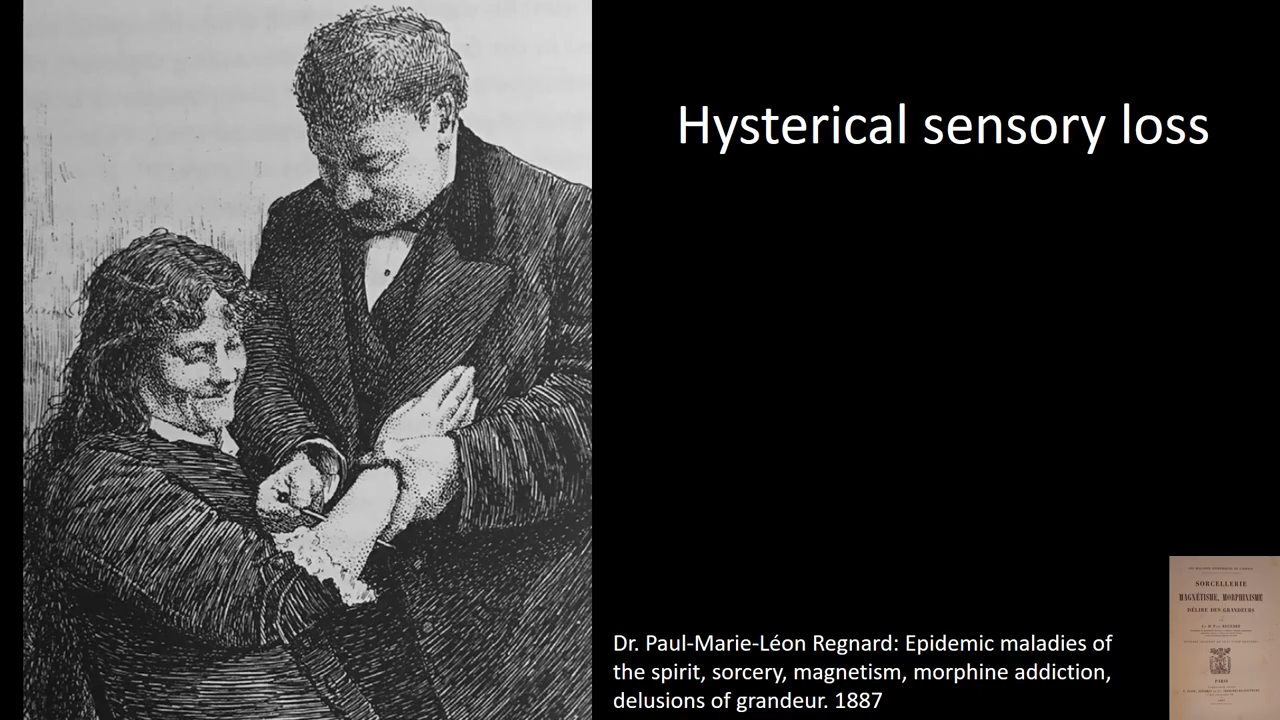 Hysterical sensory loss
Dr. Paul-Marie-Léon Regnard: Epidemic maladies of
the spirit, sorcery, magnetism, morphine addiction,
delusions of grandeur. 1887
SORCELLERIE
MAGNÉTISME, MORPHINISME
DÉLIRE DES GRANDEURS
PARIS